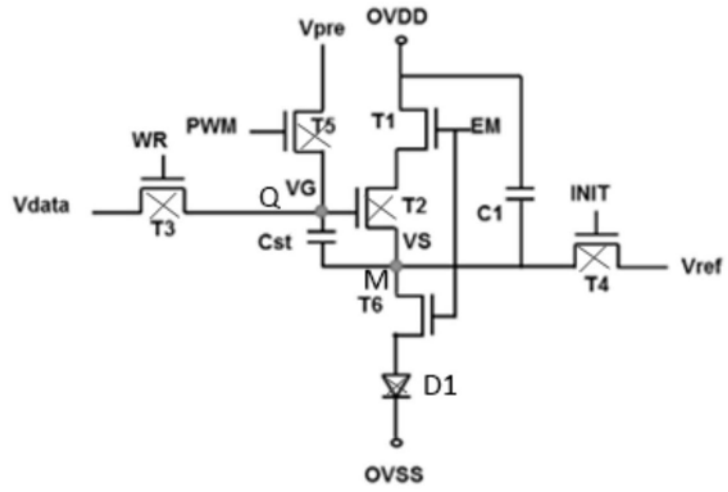 OVDD
Vpre
PWM
T5
T1
EM
WR
INIT
Q
VG
T2
C1
Vdata
T3
Cst
VS
Vref
M
T4
T6
D1
OVSS